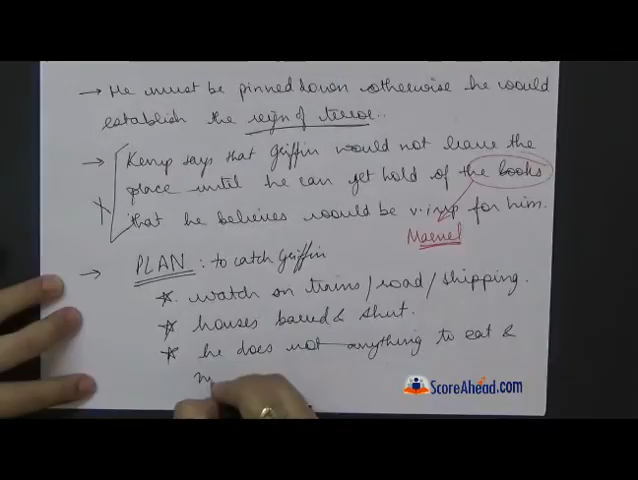 → He must be pinned down otherwise he would
establish the reign of terror..
→ Kemp says that Griffin would not leave the
place until he can get hold of the books
that he believes would be v.imp for him.
Marvel
→ PLAN : to catch Griffin
☆ watch on trains/road/shipping.
☆ houses bared & shut.
☆ he does not anything to eat &
ScoreAhead.com